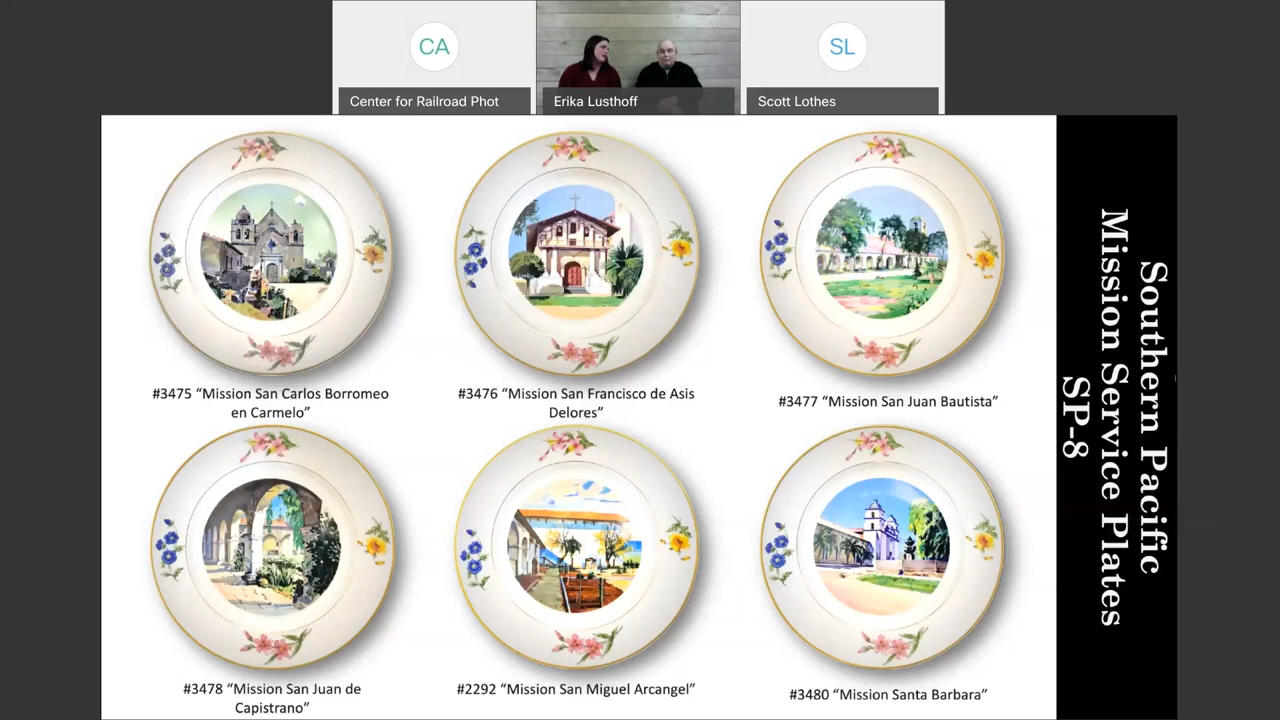 CA
Center for Railroad Phot
Erika Lusthoff
SL
Scott Lothes
#3475 “Mission San Carlos Borromeo
en Carmelo”
#3476 “Mission San Francisco de Asis
Delores”
#3477 “Mission San Juan Bautista”
#3478 “Mission San Juan de
Capistrano”
#2292 “Mission San Miguel Arcangel”
#3480 “Mission Santa Barbara”
Southern Pacific
Mission Service Plates
SP-8